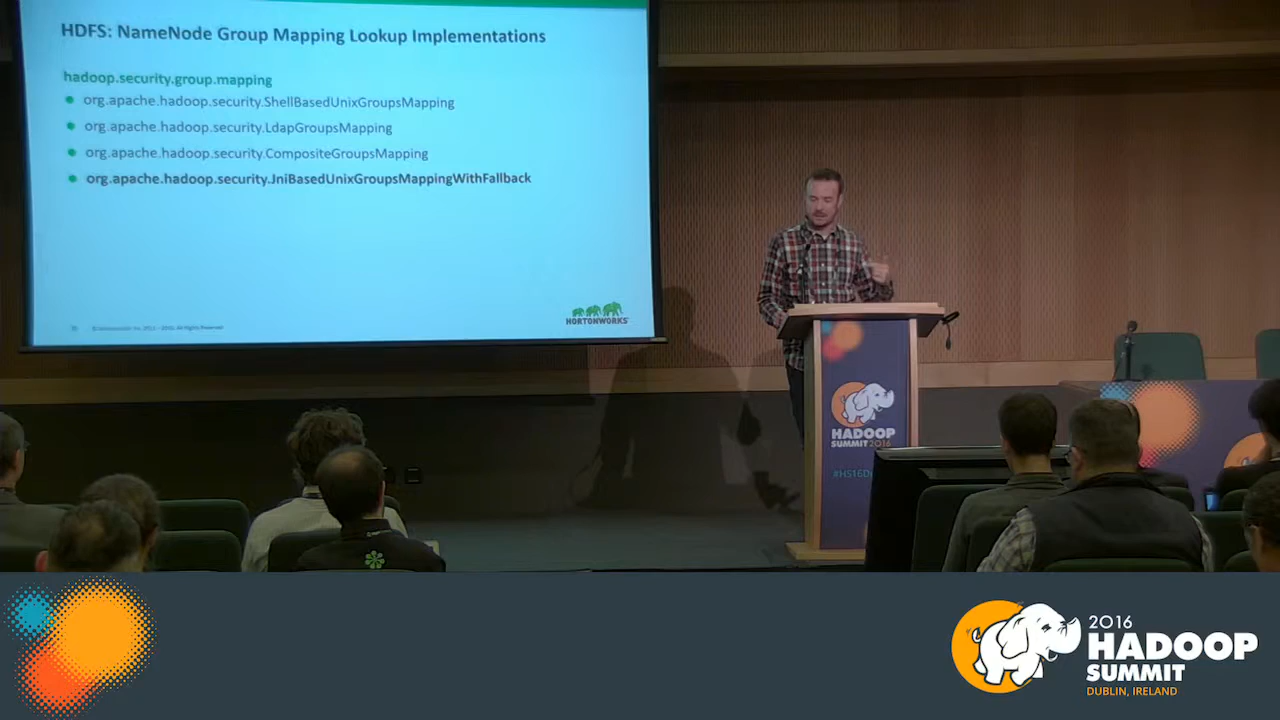 HDFS: NameNode Group Mapping Lookup Implementations
hadoop.security.group.mapping
org.apache.hadoop.security.ShellBasedUnixGroupsMapping
org.apache.hadoop.security.LdapGroupsMapping
org.apache.hadoop.security.CompositeGroupsMapping
org.apache.hadoop.security.JniBasedUnixGroupsMappingWithFallback
HORTONWORKS
HADOOP
SUMMIT 2016
2016
HADOOP
SUMMIT
DUBLIN, IRELAND